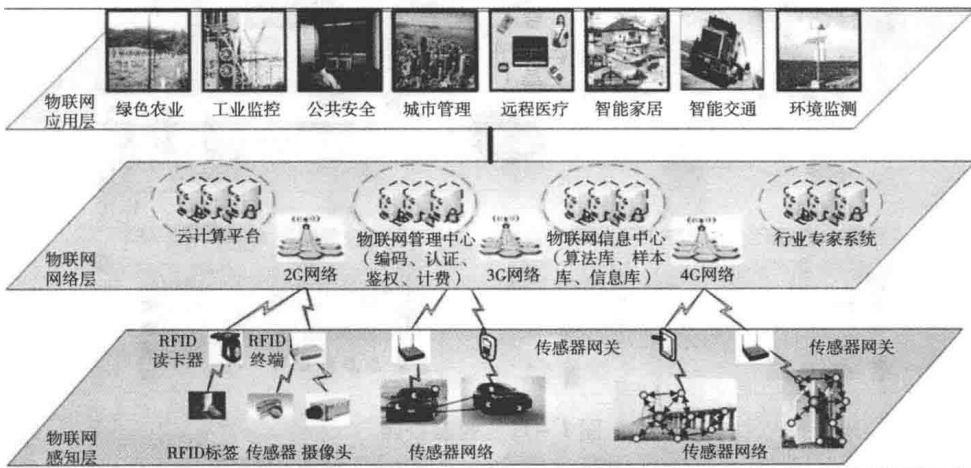 物联网
应用层
绿色农业 工业监控 公共安全 城市管理 远程医疗 智能家居 智能交通 环境监测
物联网
网络层
云计算平台
2G网络
物联网管理中心
（编码、认证、
鉴权、计费）
3G网络
物联网信息中心
（算法库、样本
库、信息库）
4G网络
行业专家系统
物联网
感知层
RFID
读卡器
RFID
终端
传感器网关
传感器网关
RFID标签 传感器 摄像头
传感器网络
传感器网络